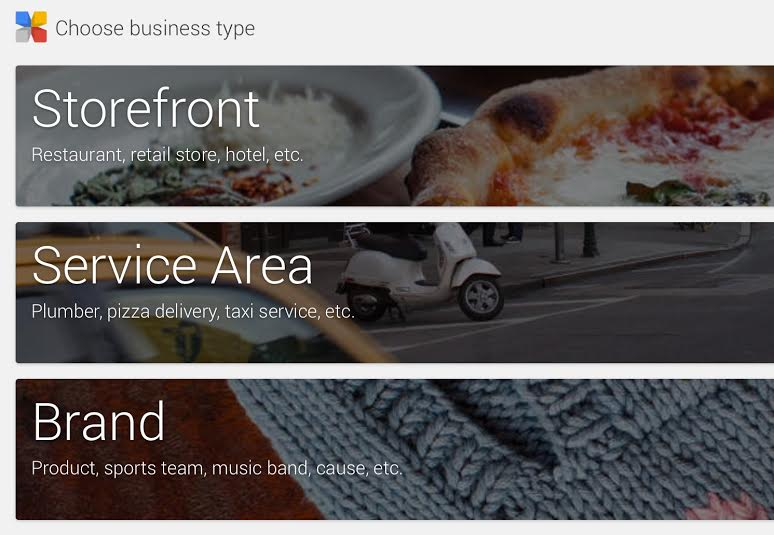 Choose business type
Storefront
Restaurant, retail store, hotel, etc.
Service Area
Plumber, pizza delivery, taxi service, etc.
Brand
Product, sports team, music band, cause, etc.